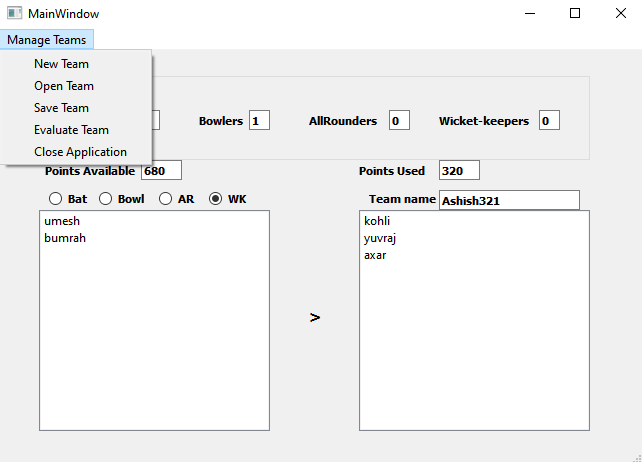 MainWindow
Manage Teams
New Team
Open Team
Save Team
Evaluate Team
Close Application
Bowlers 1 AllRounders 0 Wicket-keepers 0
Points Available 680 Points Used 320
Bat Bowl AR WK Team name Ashish321
umesh
bumrah
>
kohli
yuvraj
axar